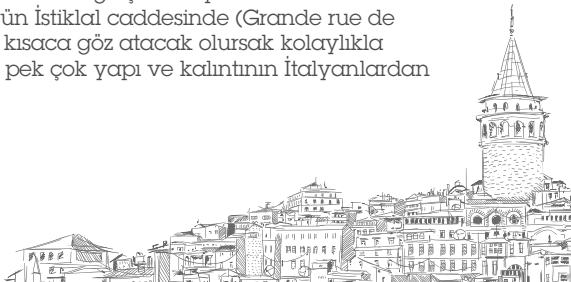 ün İstiklal caddesinde (Grande rue de
kısaca göz atacak olursak kolaylıkla
pek çok yapı ve kalıntının İtalyanlardan